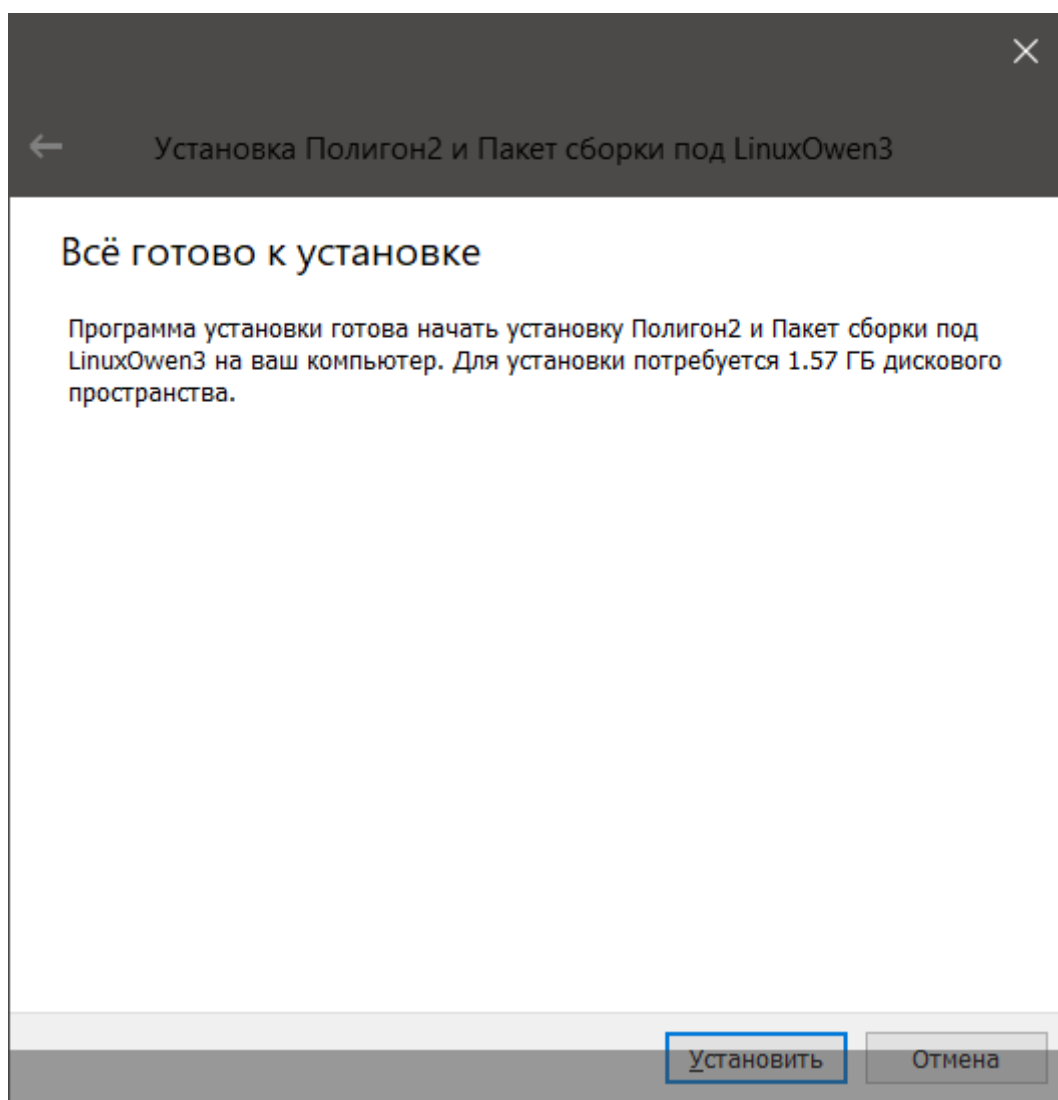 Установка Полигон2 и Пакет сборки под LinuxOwen3
Всё готово к установке
Программа установки готова начать установку Полигон2 и Пакет сборки под
LinuxOwen3 на ваш компьютер. Для установки потребуется 1.57 ГБ дискового
пространства.
Установить
Отмена